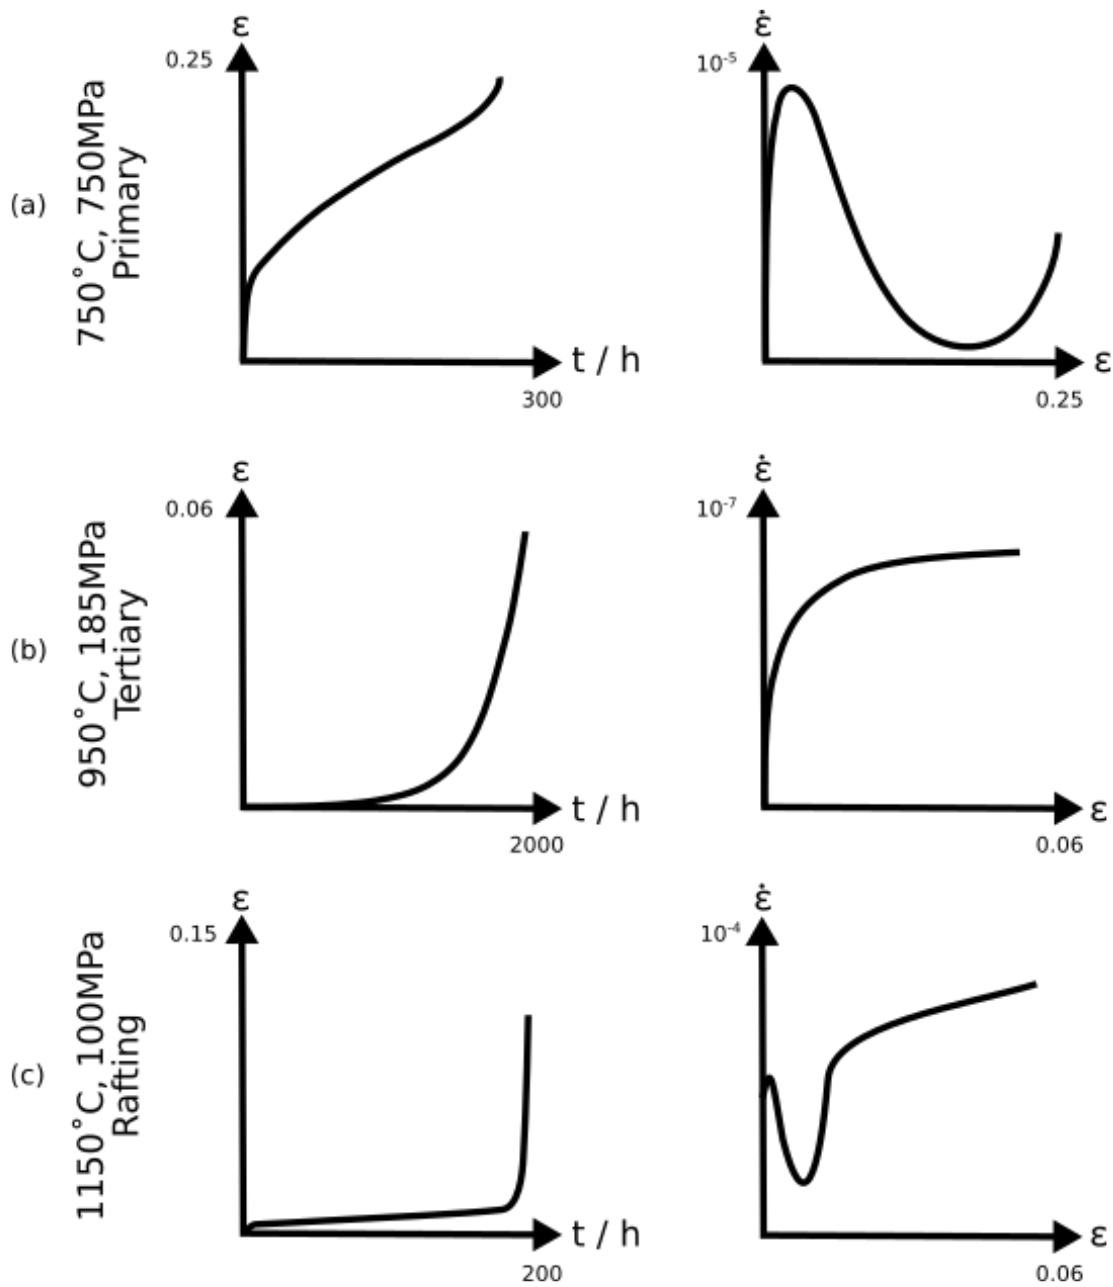 ε
0.25
t / h
300
ε̇
10⁻⁵
ε
0.25
(a)
750˚C, 750MPa
Primary
ε
0.06
t / h
2000
ε̇
10⁻⁷
ε
0.06
(b)
950˚C, 185MPa
Tertiary
ε
0.15
t / h
200
ε̇
10⁻⁴
ε
0.06
(c)
1150˚C, 100MPa
Rafting